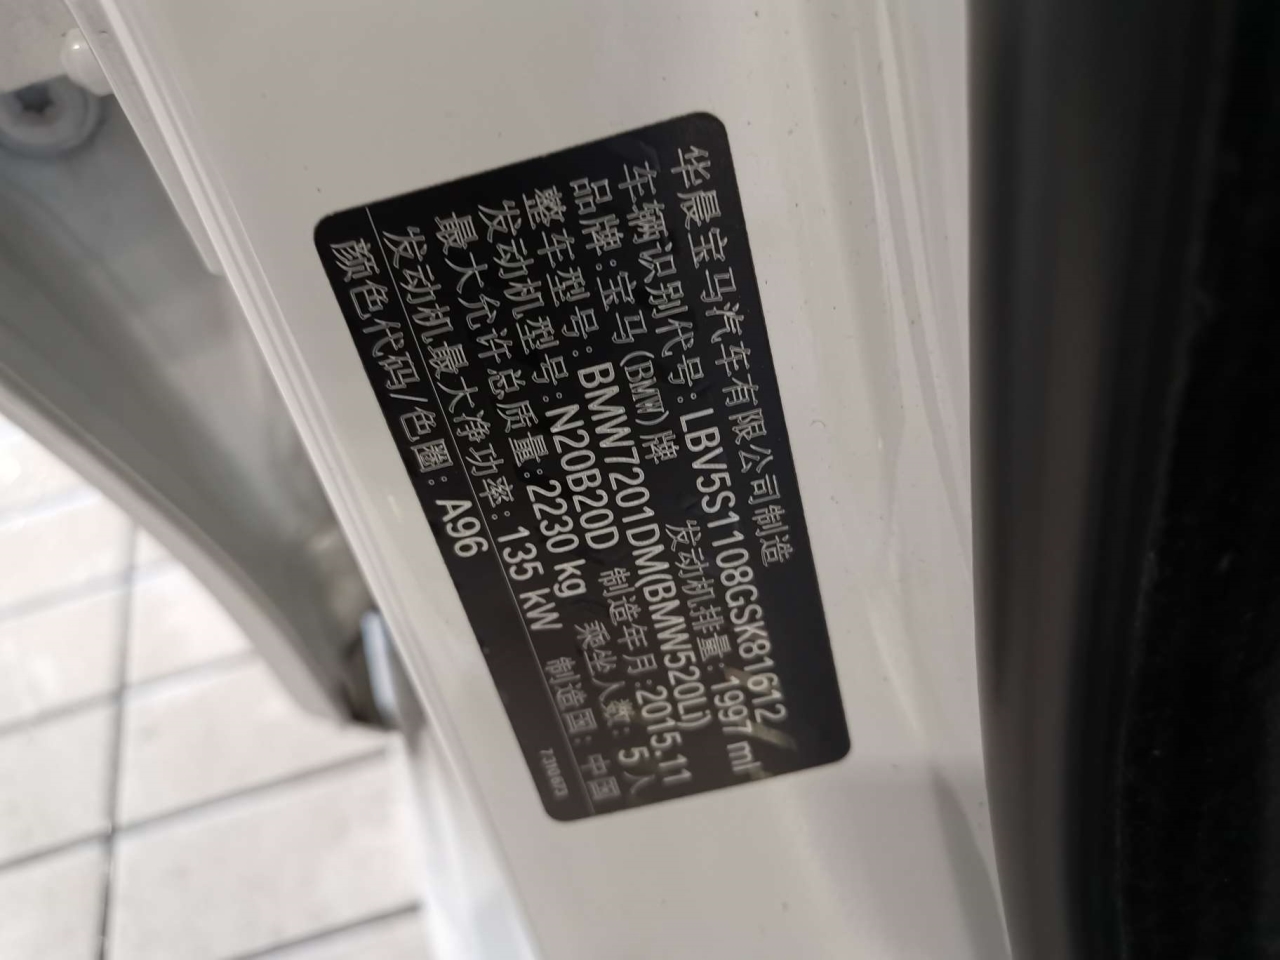 华晨宝马汽车有限公司制造
车辆识别代号:LBV5S1108GSK81612
品牌:宝马(BMW)牌 发动机排量:1997 ml
整车型号:BMW7201DM(BMW520Li)
发动机型号:N20B20D 制造年月:2015.11
最大允许总质量:2230 kg 乘坐人数:5人
发动机最大净功率:135 kW 制造国:中国
颜色代码/色圈:A96